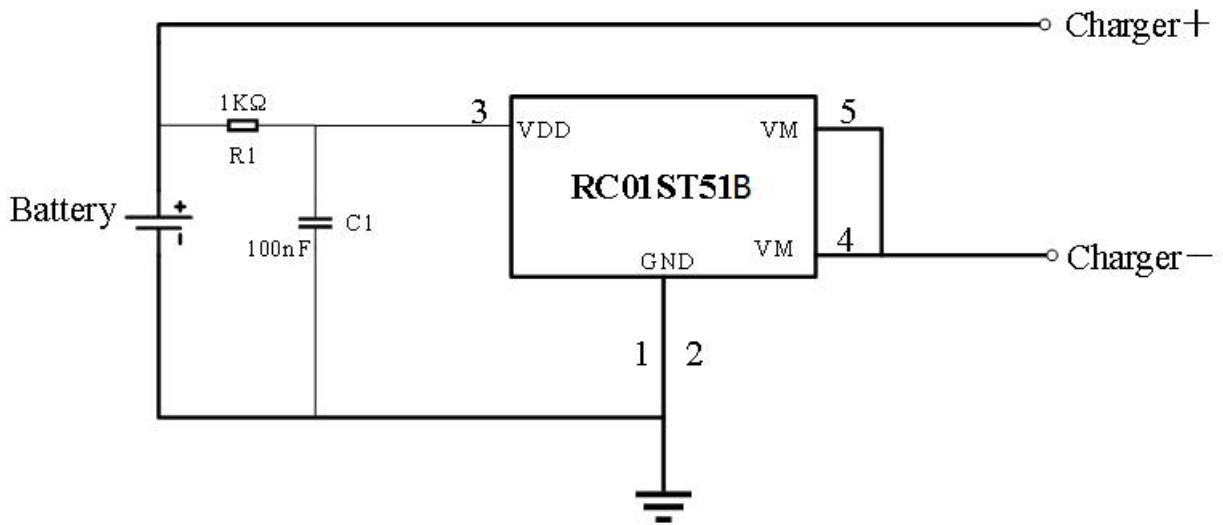 Charger+
1KΩ
R1
3
VDD
VM
5
RC01ST51B
Battery
+
C1
100nF
GND
VM
4
Charger－
1
2